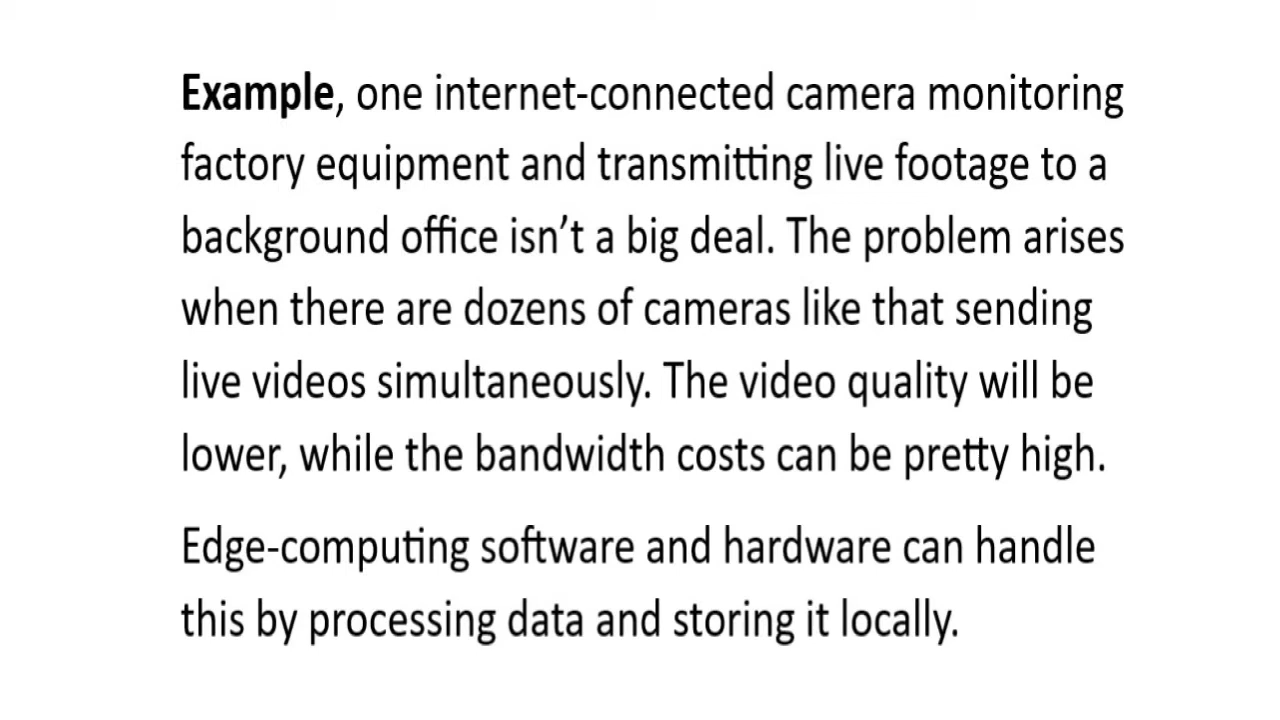 Example, one internet-connected camera monitoring
factory equipment and transmitting live footage to a
background office isn’t a big deal. The problem arises
when there are dozens of cameras like that sending
live videos simultaneously. The video quality will be
lower, while the bandwidth costs can be pretty high.
Edge-computing software and hardware can handle
this by processing data and storing it locally.